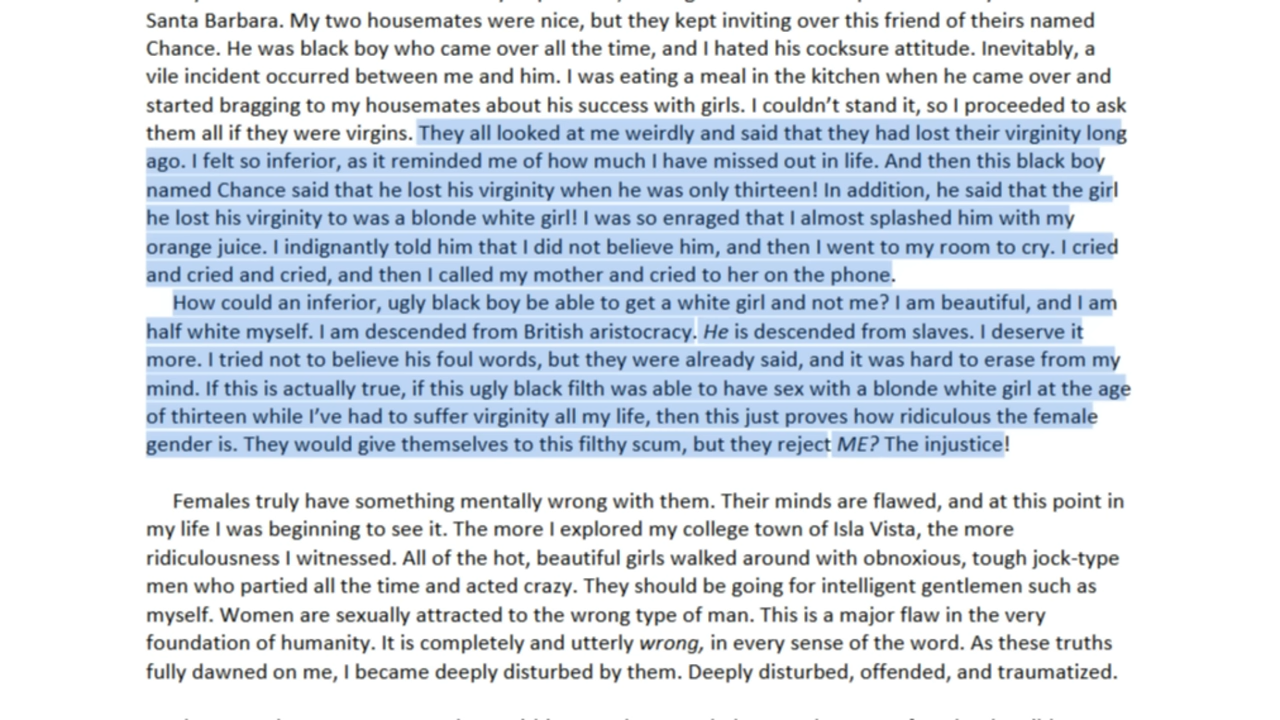 Santa Barbara. My two housemates were nice, but they kept inviting over this friend of theirs named
Chance. He was black boy who came over all the time, and I hated his cocksure attitude. Inevitably, a
vile incident occurred between me and him. I was eating a meal in the kitchen when he came over and
started bragging to my housemates about his success with girls. I couldn’t stand it, so I proceeded to ask
them all if they were virgins. They all looked at me weirdly and said that they had lost their virginity long
ago. I felt so inferior, as it reminded me of how much I have missed out in life. And then this black boy
named Chance said that he lost his virginity when he was only thirteen! In addition, he said that the girl
he lost his virginity to was a blonde white girl! I was so enraged that I almost splashed him with my
orange juice. I indignantly told him that I did not believe him, and then I went to my room to cry. I cried
and cried and cried, and then I called my mother and cried to her on the phone.
How could an inferior, ugly black boy be able to get a white girl and not me? I am beautiful, and I am
half white myself. I am descended from British aristocracy. He is descended from slaves. I deserve it
more. I tried not to believe his foul words, but they were already said, and it was hard to erase from my
mind. If this is actually true, if this ugly black filth was able to have sex with a blonde white girl at the age
of thirteen while I’ve had to suffer virginity all my life, then this just proves how ridiculous the female
gender is. They would give themselves to this filthy scum, but they reject ME? The injustice!
Females truly have something mentally wrong with them. Their minds are flawed, and at this point in
my life I was beginning to see it. The more I explored my college town of Isla Vista, the more
ridiculousness I witnessed. All of the hot, beautiful girls walked around with obnoxious, tough jock-type
men who partied all the time and acted crazy. They should be going for intelligent gentlemen such as
myself. Women are sexually attracted to the wrong type of man. This is a major flaw in the very
foundation of humanity. It is completely and utterly wrong, in every sense of the word. As these truths
fully dawned on me, I became deeply disturbed by them. Deeply disturbed, offended, and traumatized.